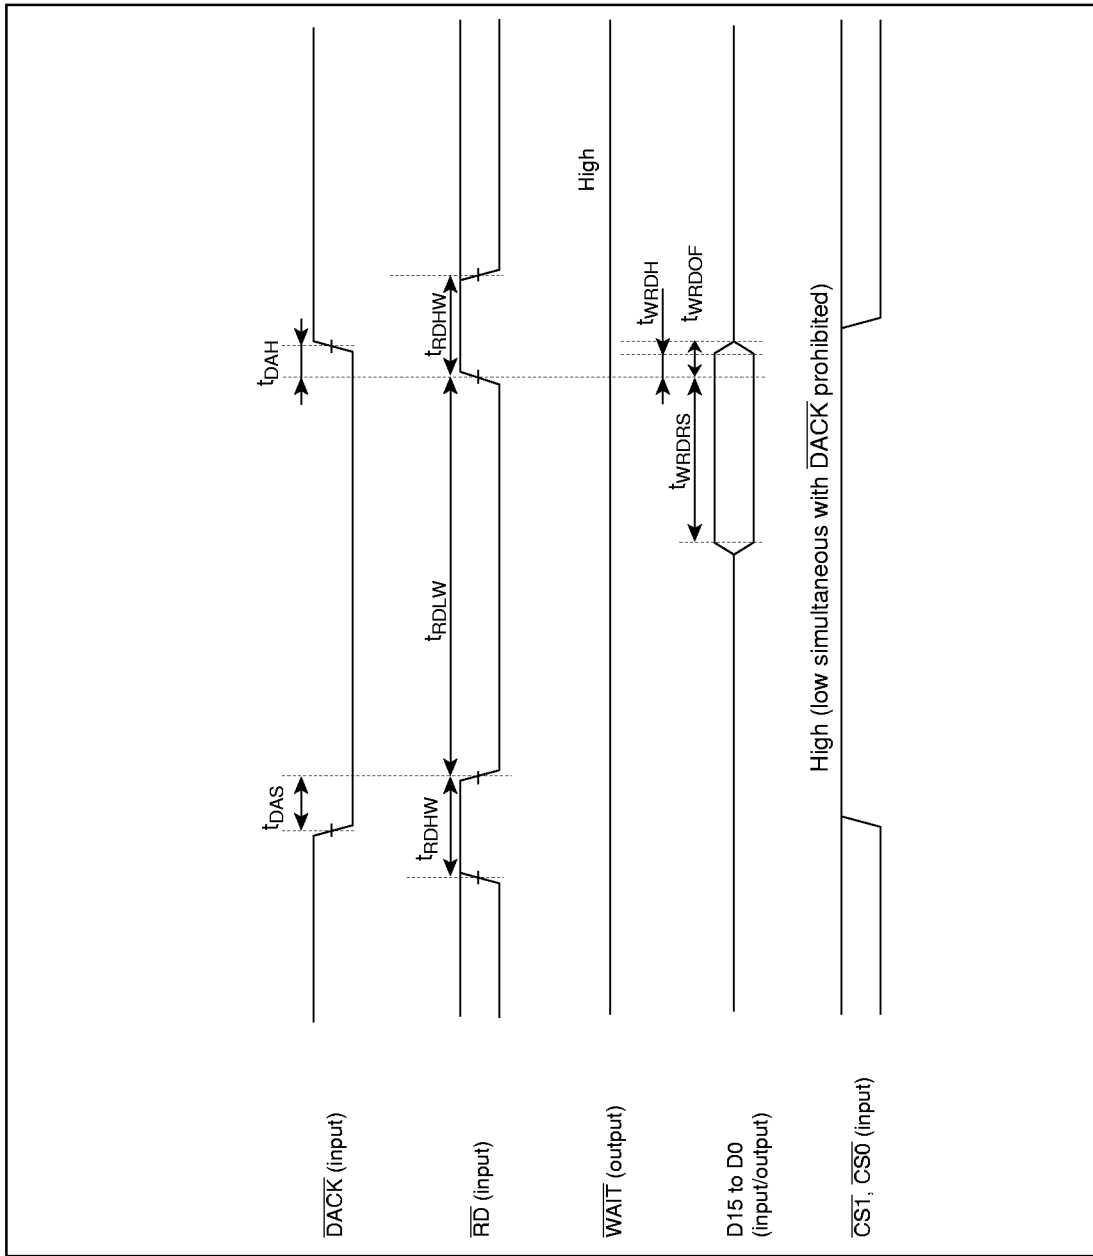 DACK (input)
tDAS
tDAH
RD (input)
tRDHW
tRDLW
tRDHW
WAIT (output)
High
D15 to D0
(input/output)
tWRDRS
tWRDH
tWRDOF
CS1, CS0 (input)
High (low simultaneous with DACK prohibited)